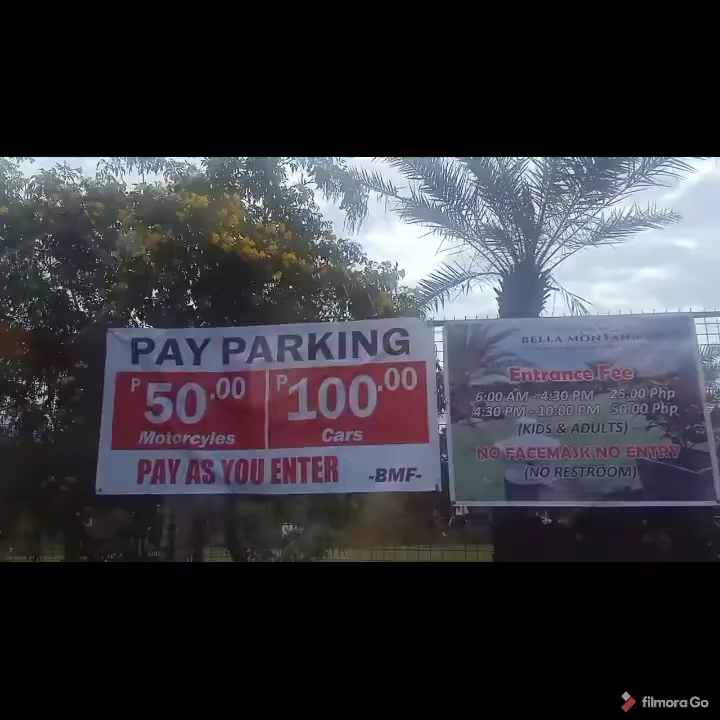 PAY PARKING
P50.00 P100.00
Motorcyles Cars
PAY AS YOU ENTER -BMF-
BELLA MONTAÑA
Entrance Fee
6:00 AM - 4:30 PM 25.00 Php
4:30 PM - 10:00 PM 50.00 Php
(KIDS & ADULTS)
NO FACEMASK NO ENTRY
(NO RESTROOM)
filmora Go